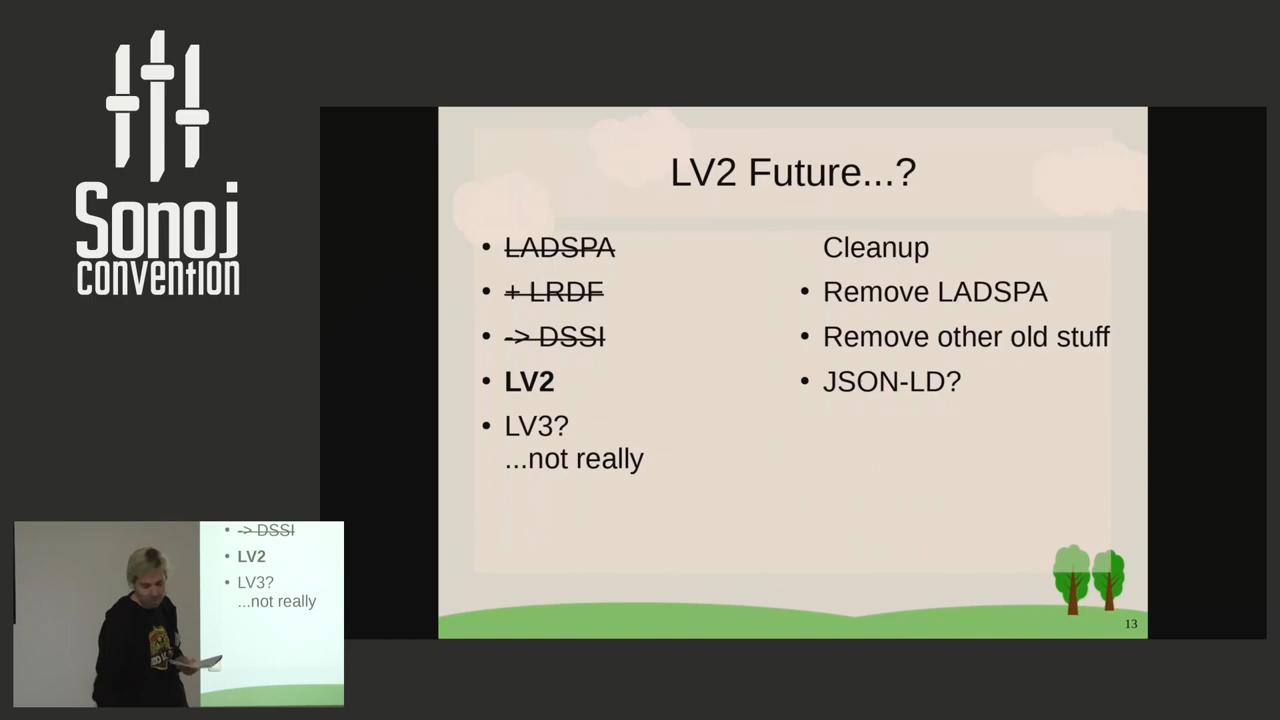 Sonoj
convention
LV2 Future...?
• LADSPA
• + LRDF
• -> DSSI
• LV2
• LV3?
...not really
Cleanup
• Remove LADSPA
• Remove other old stuff
• JSON-LD?
13
• -> DSSI
• LV2
• LV3?
...not really